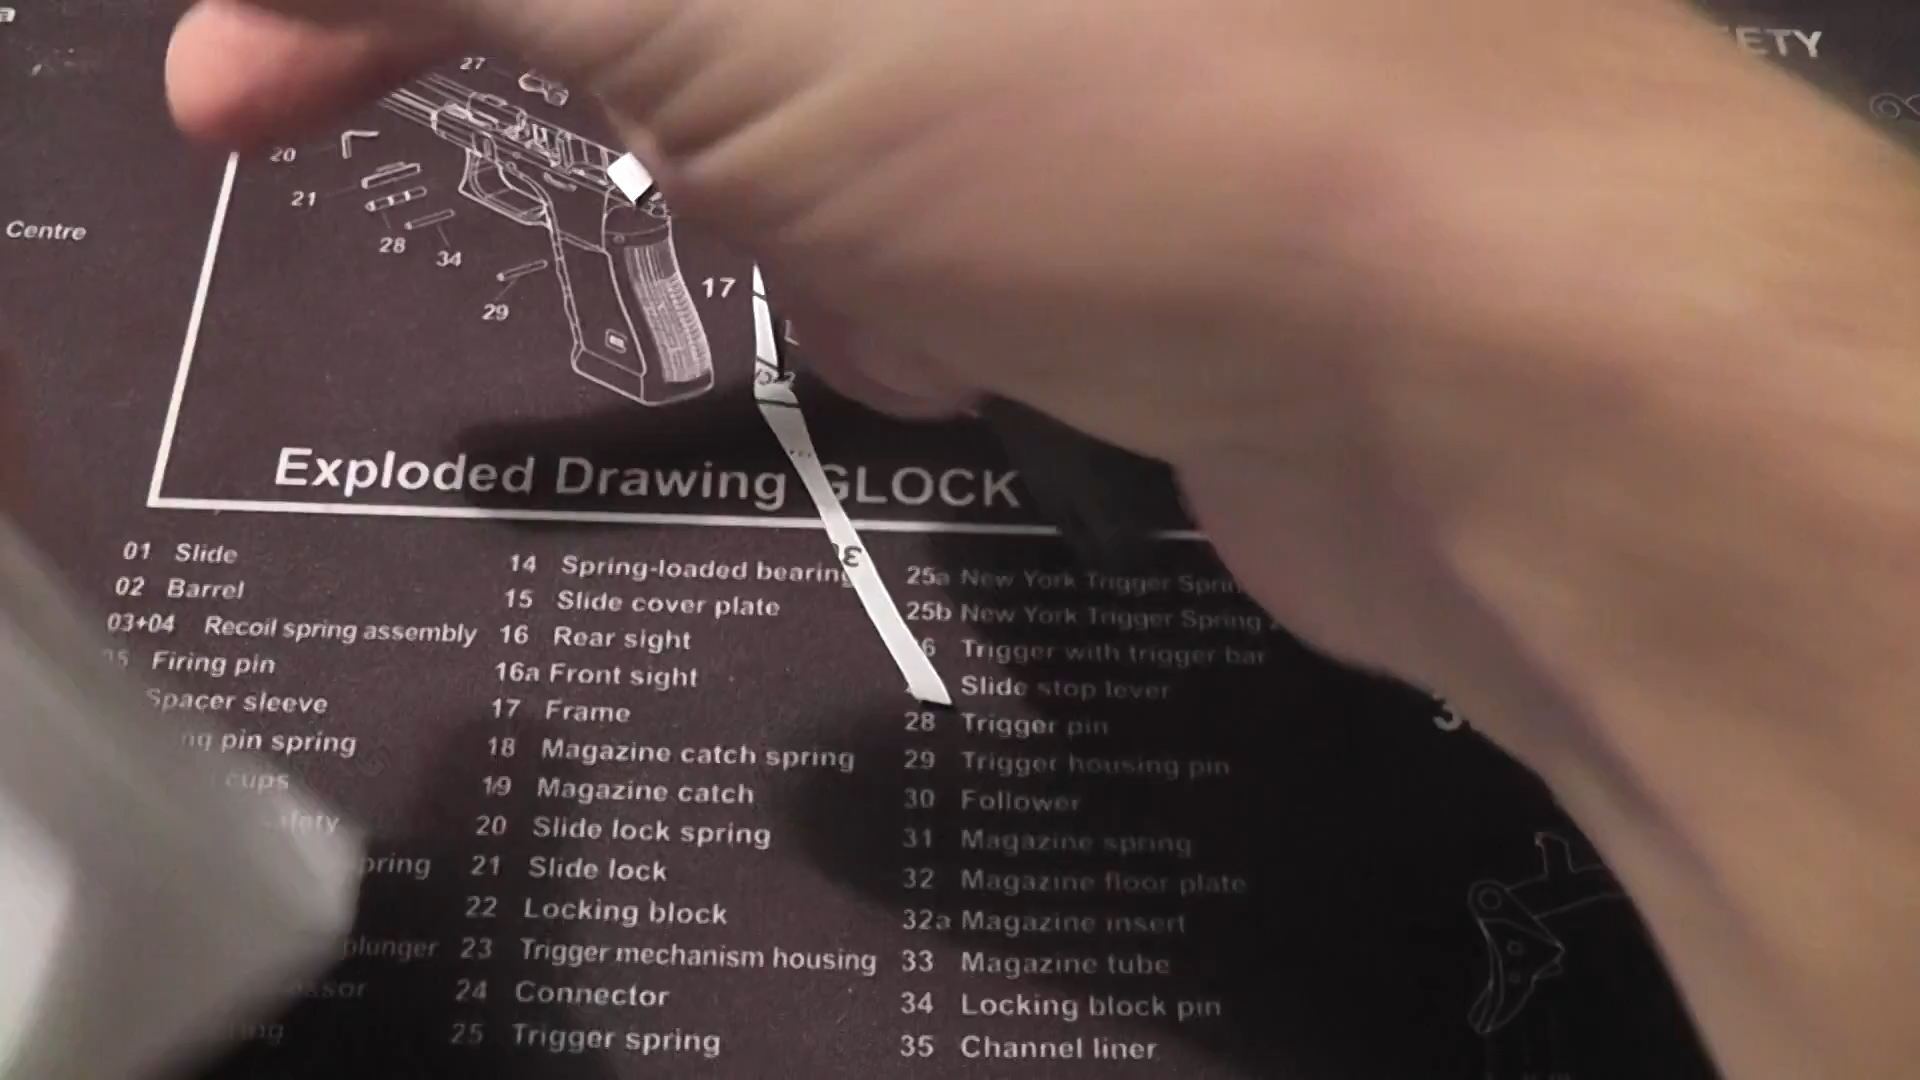 ETY
27
20
21
Centre
28
34
29
17
Exploded Drawing GLOCK
01 Slide
02 Barrel
03+04 Recoil spring assembly
Firing pin
Spacer sleeve
pin spring
cups
pring
plunger
14 Spring-loaded bearing
15 Slide cover plate
16 Rear sight
16a Front sight
17 Frame
18 Magazine catch spring
19 Magazine catch
20 Slide lock spring
21 Slide lock
22 Locking block
23 Trigger mechanism housing
24 Connector
25 Trigger spring
25a New York Trigger Sprin
25b New York Trigger Spring
6 Trigger with trigger bar
Slide stop lever
28 Trigger pin
29 Trigger housing pin
30 Follower
31 Magazine spring
32 Magazine floor plate
32a Magazine insert
33 Magazine tube
34 Locking block pin
35 Channel liner